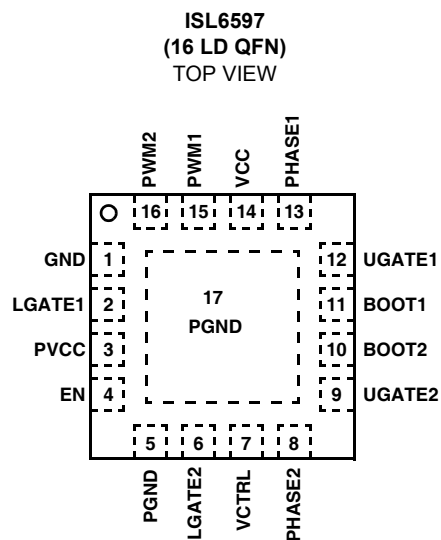 ISL6597
(16 LD QFN)
TOP VIEW
PWM2
PWM1
VCC
PHASE1
16
15
14
13
GND
1
12
UGATE1
LGATE1
2
17
11
BOOT1
PGND
PVCC
3
10
BOOT2
EN
4
9
UGATE2
5
6
7
8
PGND
LGATE2
VCTRL
PHASE2